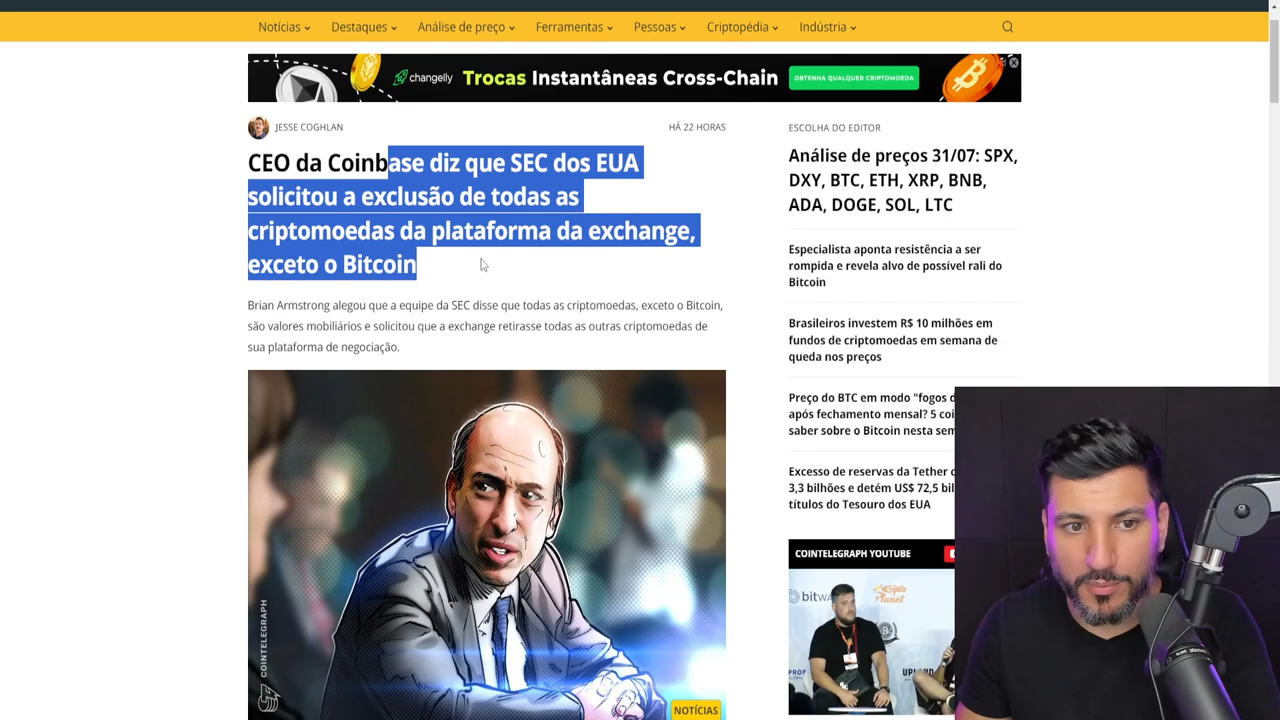 Notícias
Destaques
Análise de preço
Ferramentas
Pessoas
Criptopédia
Indústria
changelly Trocas Instantâneas Cross-Chain
OBTENHA QUALQUER CRIPTOMOEDA
JESSE COGHLAN
HÁ 22 HORAS
CEO da Coinbase diz que SEC dos EUA
solicitou a exclusão de todas as
criptomoedas da plataforma da exchange,
exceto o Bitcoin
Brian Armstrong alegou que a equipe da SEC disse que todas as criptomoedas, exceto o Bitcoin,
são valores mobiliários e solicitou que a exchange retirasse todas as outras criptomoedas de
sua plataforma de negociação.
COINTELEGRAPH
NOTÍCIAS
ESCOLHA DO EDITOR
Análise de preços 31/07: SPX,
DXY, BTC, ETH, XRP, BNB,
ADA, DOGE, SOL, LTC
Especialista aponta resistência a ser
rompida e revela alvo de possível rali do
Bitcoin
Brasileiros investem R$ 10 milhões em
fundos de criptomoedas em semana de
queda nos preços
Preço do BTC em modo "fogos
após fechamento mensal? 5
saber sobre o Bitcoin nesta
Excesso de reservas da Tether
3,3 bilhões e detém US$ 72,5
títulos do Tesouro dos EUA
COINTELEGRAPH YOUTUBE